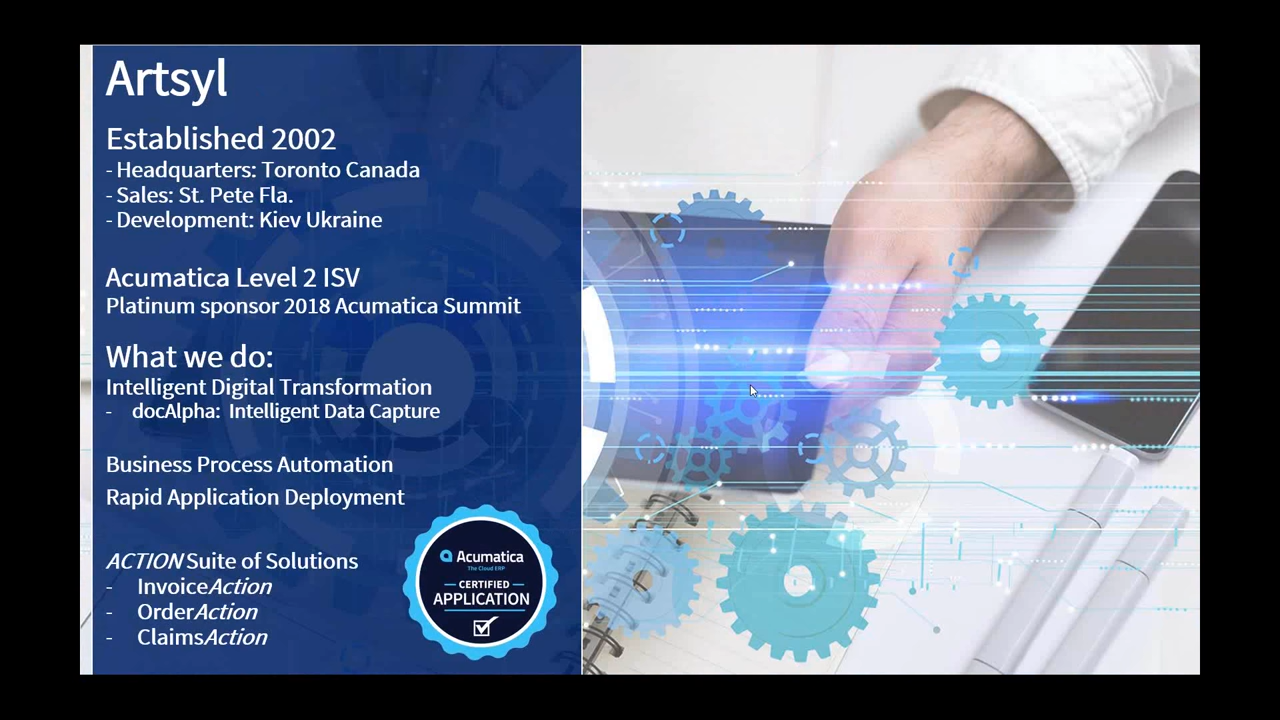 Artsyl
Established 2002
- Headquarters: Toronto Canada
- Sales: St. Pete Fla.
- Development: Kiev Ukraine
Acumatica Level 2 ISV
Platinum sponsor 2018 Acumatica Summit
What we do:
Intelligent Digital Transformation
- docAlpha: Intelligent Data Capture
Business Process Automation
Rapid Application Deployment
ACTION Suite of Solutions
- InvoiceAction
- OrderAction
- ClaimsAction
Acumatica
The Cloud ERP
CERTIFIED
APPLICATION